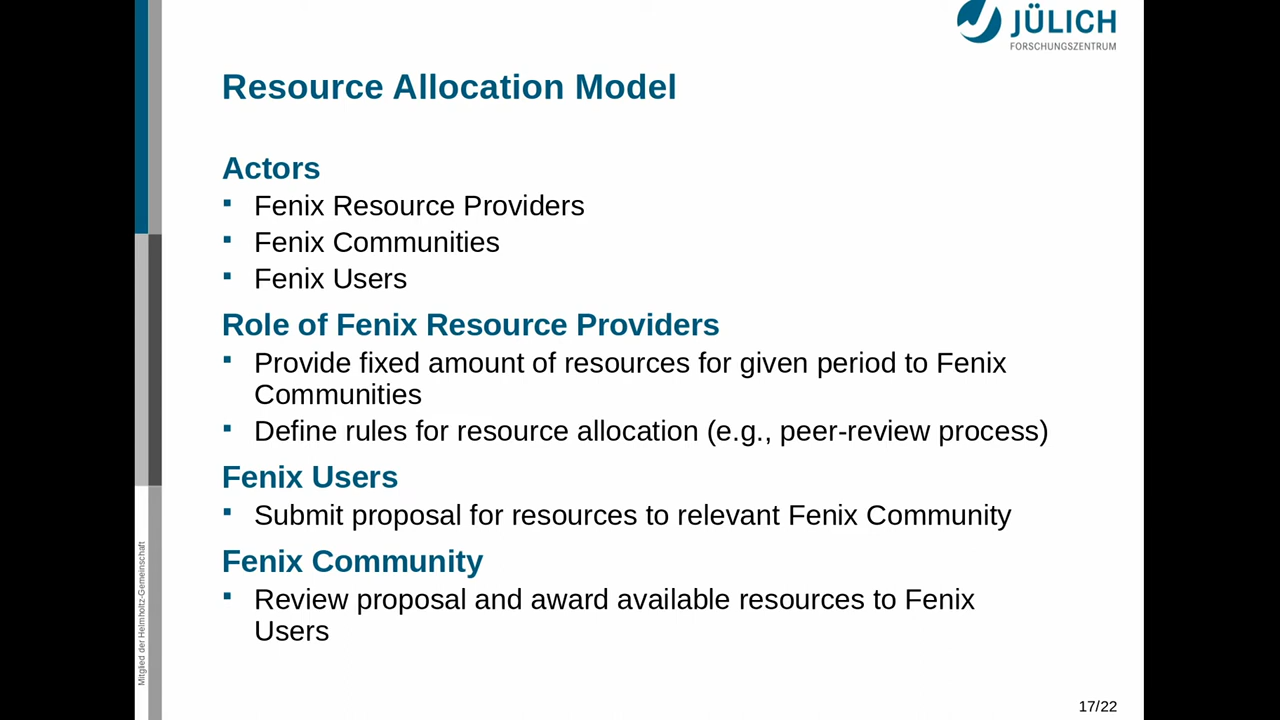 JÜLICH
FORSCHUNGSZENTRUM
Resource Allocation Model
Actors
Fenix Resource Providers
Fenix Communities
Fenix Users
Role of Fenix Resource Providers
Provide fixed amount of resources for given period to Fenix
Communities
Define rules for resource allocation (e.g., peer-review process)
Fenix Users
Submit proposal for resources to relevant Fenix Community
Fenix Community
Review proposal and award available resources to Fenix
Users
Mitglied der Helmholtz-Gemeinschaft
17/22